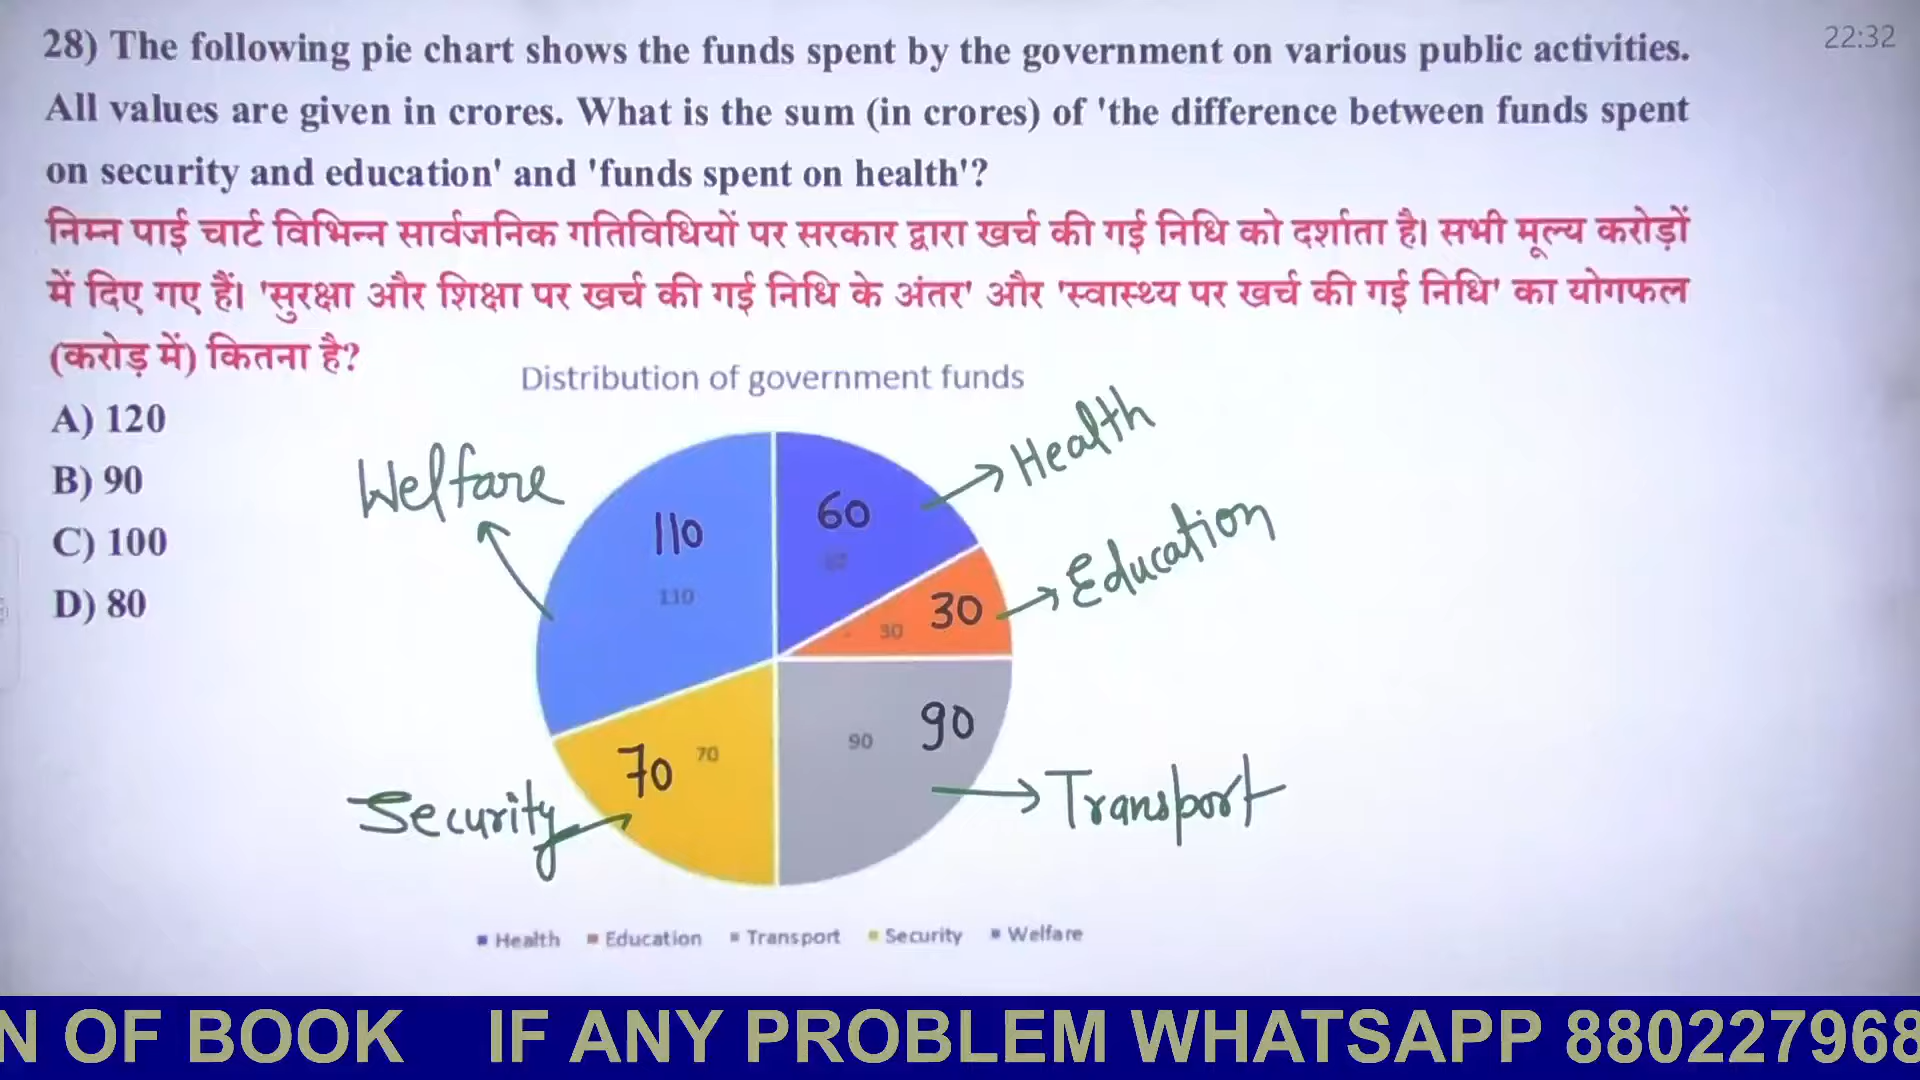 28) The following pie chart shows the funds spent by the government on various public activities.
22:32
All values are given in crores. What is the sum (in crores) of 'the difference between funds spent
on security and education' and 'funds spent on health'?
निम्न पाई चार्ट विभिन्न सार्वजनिक गतिविधियों पर सरकार द्वारा खर्च की गई निधि को दर्शाता है। सभी मूल्य करोड़ों
में दिए गए हैं। 'सुरक्षा और शिक्षा पर खर्च की गई निधि के अंतर' और 'स्वास्थ्य पर खर्च की गई निधि' का योगफल
(करोड़ में) कितना है?
Distribution of government funds
A) 120
B) 90
C) 100
D) 80
Welfare
Health
110
60
110
Education
30
30
90
90
70
70
Security
Transport
Health Education Transport Security Welfare
N OF BOOK IF ANY PROBLEM WHATSAPP 880227968